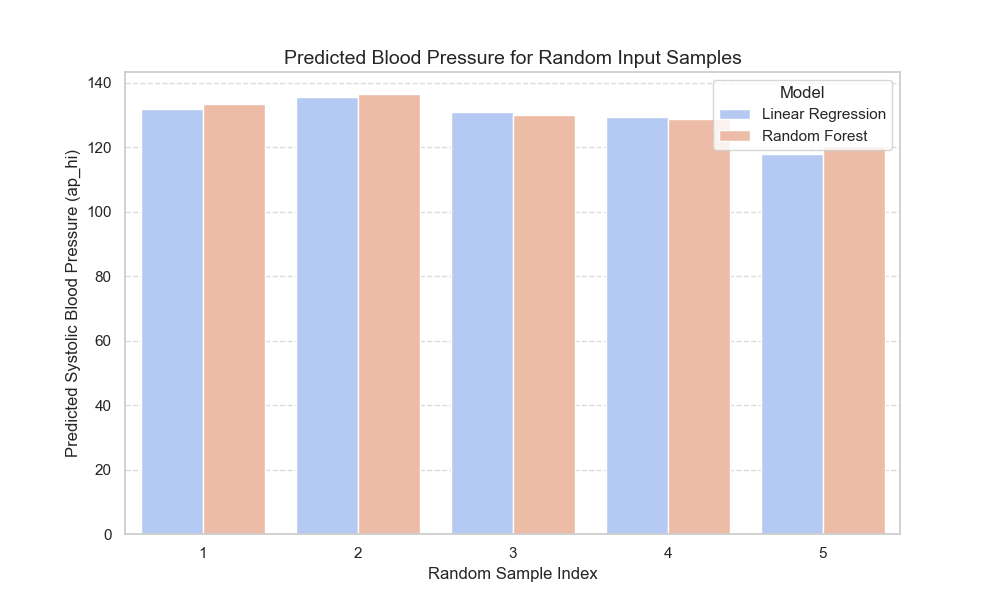 Predicted Blood Pressure for Random Input Samples
Predicted Systolic Blood Pressure (ap_hi)
140
120
100
80
60
40
20
0
Model
Linear Regression
Random Forest
1 2 3 4 5
Random Sample Index